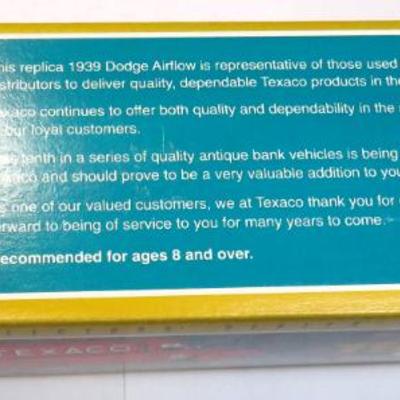 his replica 1939 Dodge Airflow is representative of those used
stributors to deliver quality, dependable Texaco products in the
xaco continues to offer both quality and dependability in the
our loyal customers.
tenth in a series of quality antique bank vehicles is being
and should prove to be a very valuable addition to you
s one of our valued customers, we at Texaco thank you for
rward to being of service to you for many years to come.
ecommended for ages 8 and over.
TEXACO